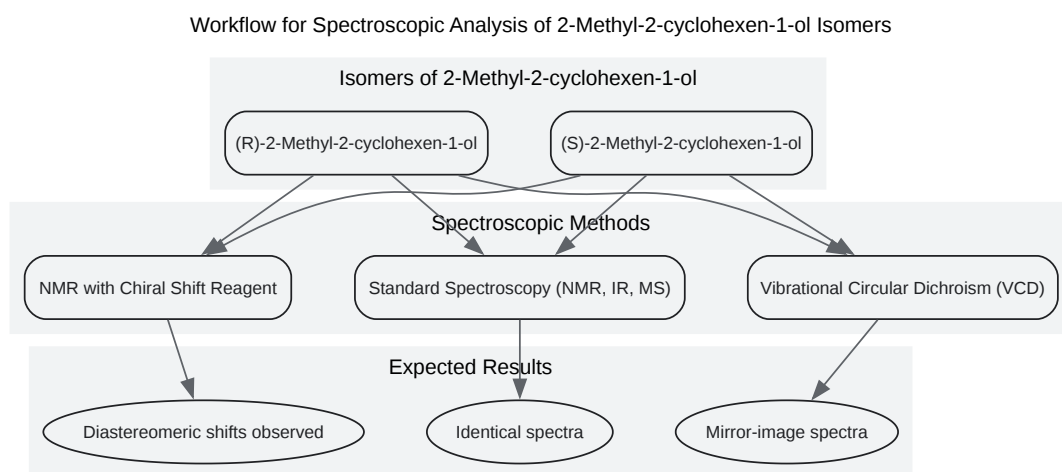 Workflow for Spectroscopic Analysis of 2-Methyl-2-cyclohexen-1-ol Isomers
Isomers of 2-Methyl-2-cyclohexen-1-ol
(R)-2-Methyl-2-cyclohexen-1-ol
(S)-2-Methyl-2-cyclohexen-1-ol
Spectroscopic Methods
NMR with Chiral Shift Reagent
Standard Spectroscopy (NMR, IR, MS)
Vibrational Circular Dichroism (VCD)
Expected Results
Diastereomeric shifts observed
Identical spectra
Mirror-image spectra